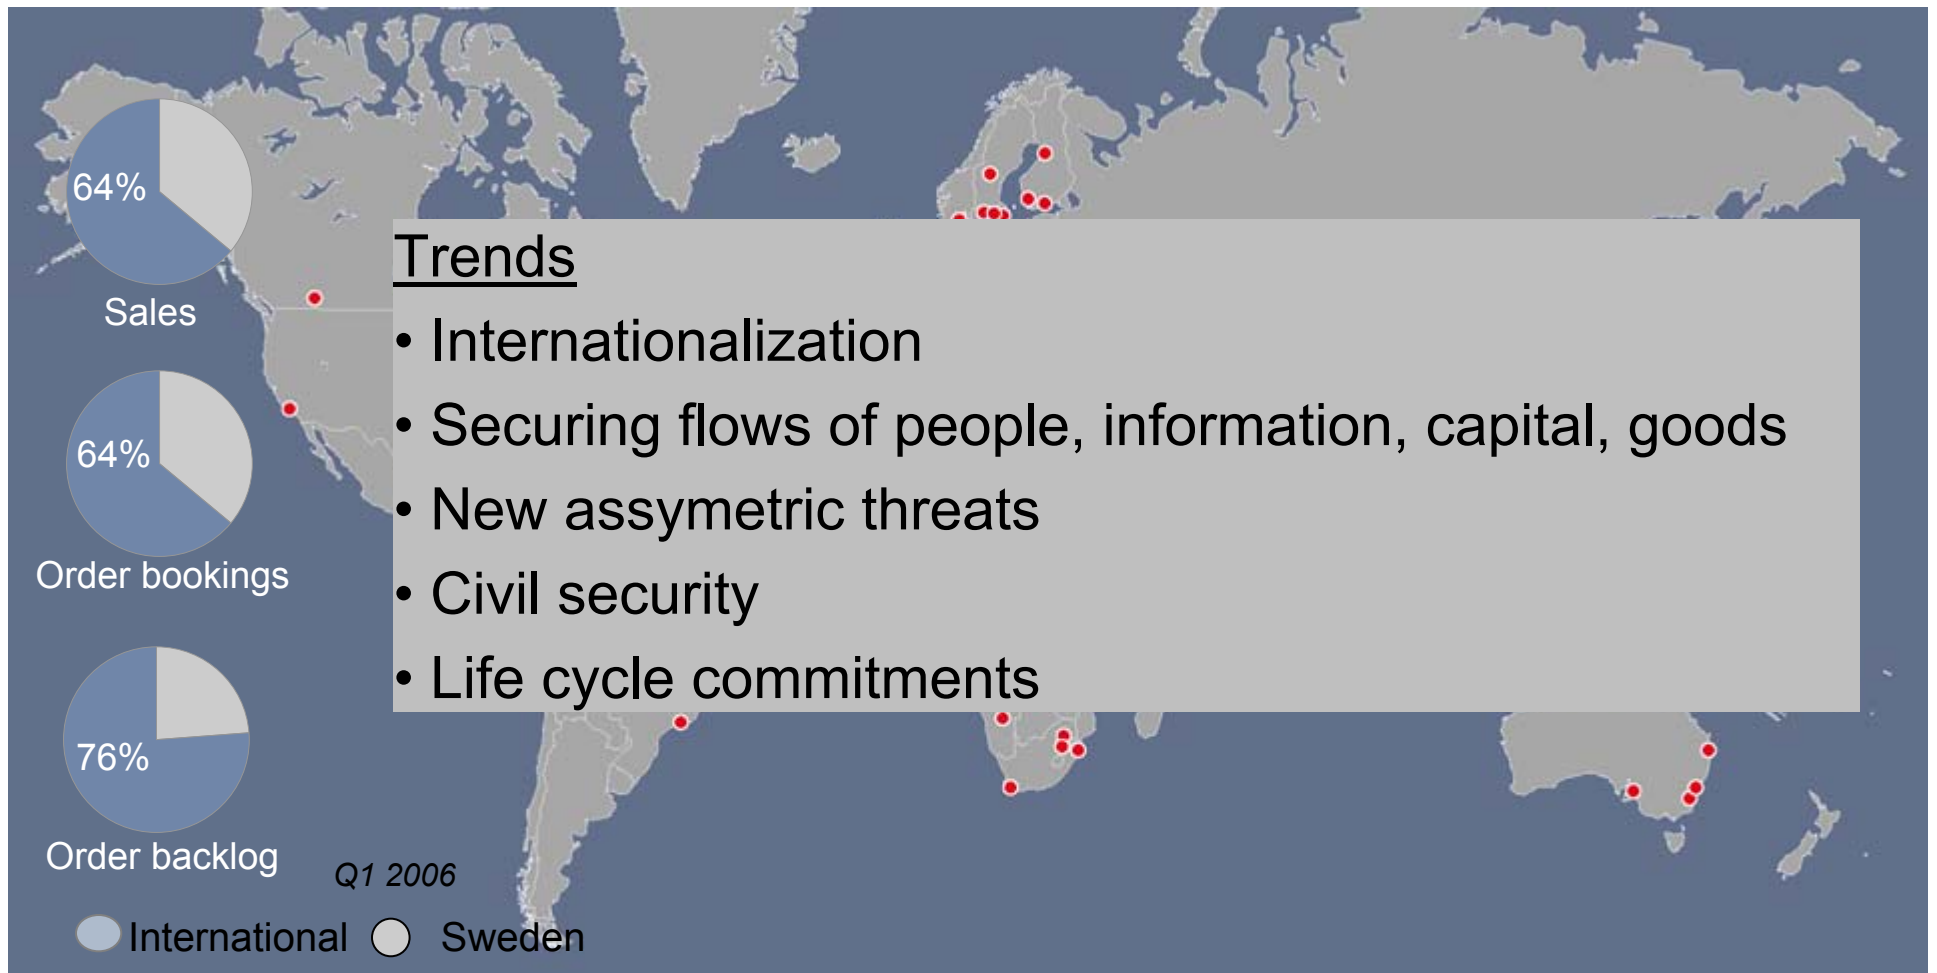 64%
Sales
64%
Order bookings
76%
Order backlog
Q1 2006
International Sweden
Trends
• Internationalization
• Securing flows of people, information, capital, goods
• New assymetric threats
• Civil security
• Life cycle commitments